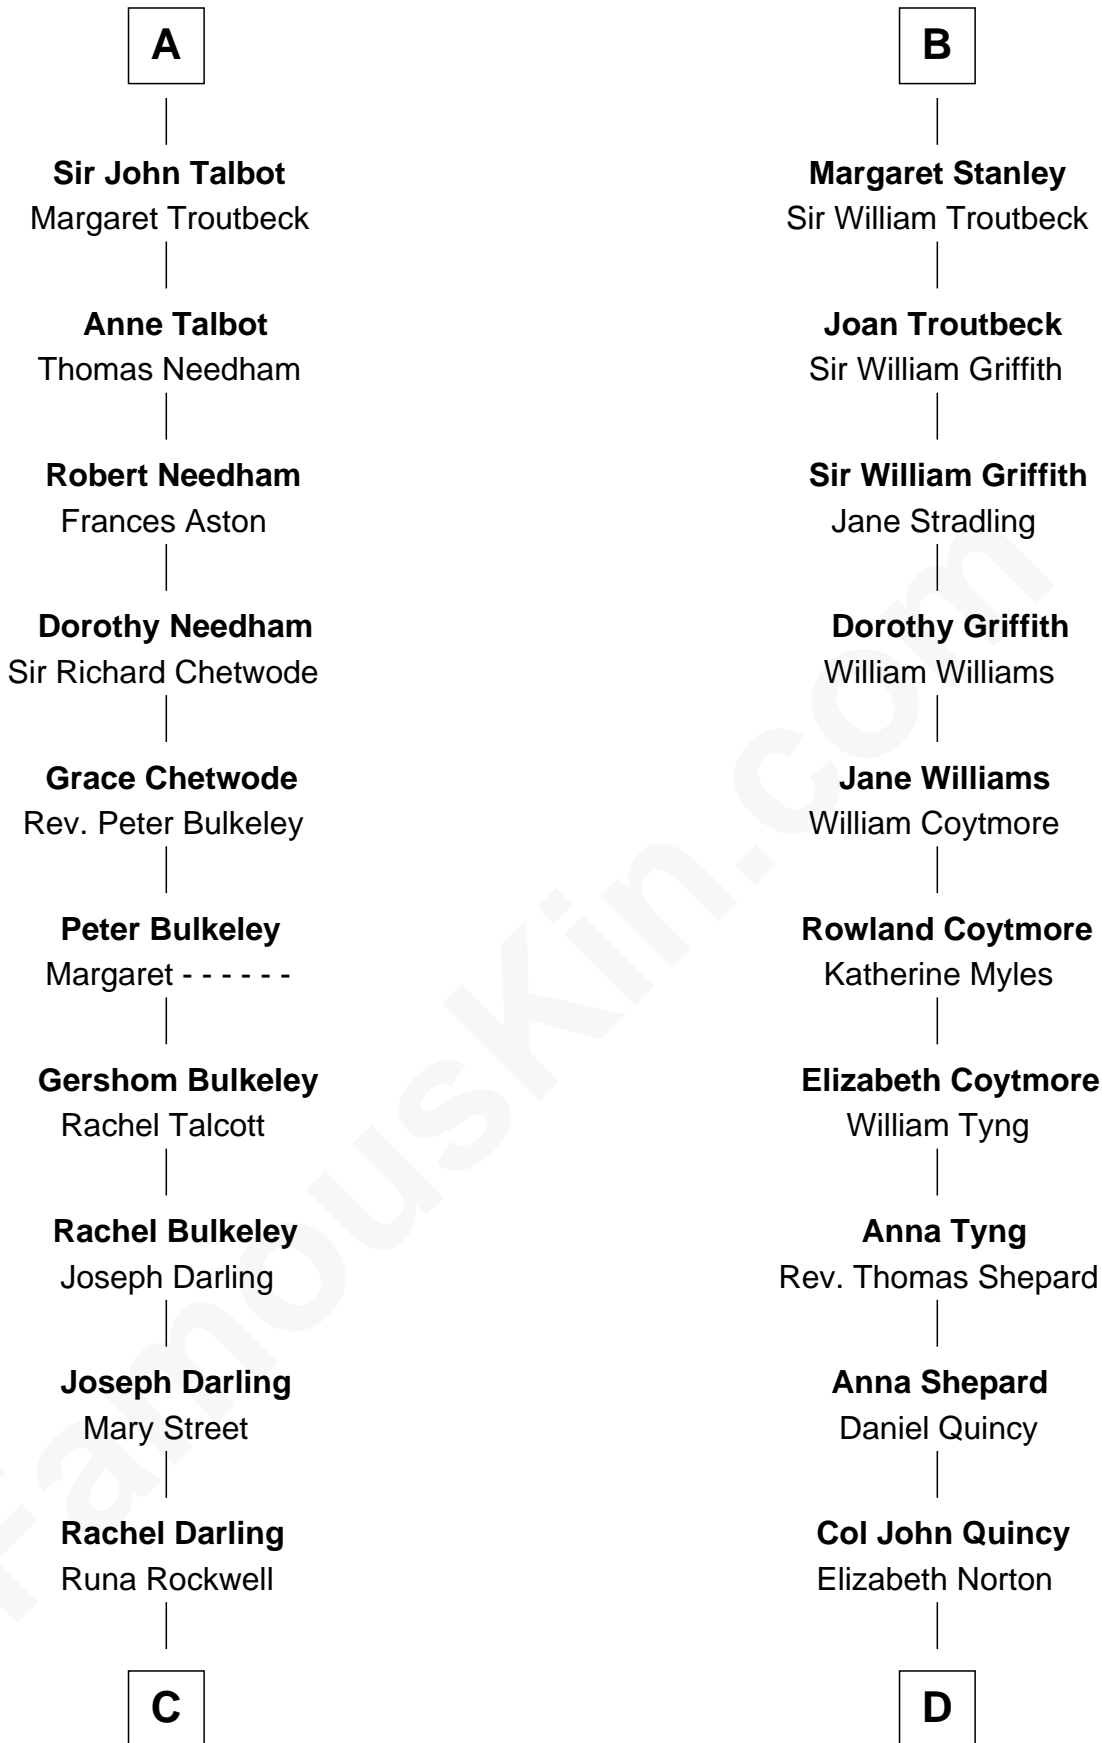 A
Sir John Talbot
Margaret Troutbeck
Anne Talbot
Thomas Needham
Robert Needham
Frances Aston
Dorothy Needham
Sir Richard Chetwode
Grace Chetwode
Rev. Peter Bulkeley
Peter Bulkeley
Margaret - - - - - -
Gershom Bulkeley
Rachel Talcott
Rachel Bulkeley
Joseph Darling
Joseph Darling
Mary Street
Rachel Darling
Runa Rockwell
C
B
Margaret Stanley
Sir William Troutbeck
Joan Troutbeck
Sir William Griffith
Sir William Griffith
Jane Stradling
Dorothy Griffith
William Williams
Jane Williams
William Coytmore
Rowland Coytmore
Katherine Myles
Elizabeth Coytmore
William Tyng
Anna Tyng
Rev. Thomas Shepard
Anna Shepard
Daniel Quincy
Col John Quincy
Elizabeth Norton
D
FamousKin.com